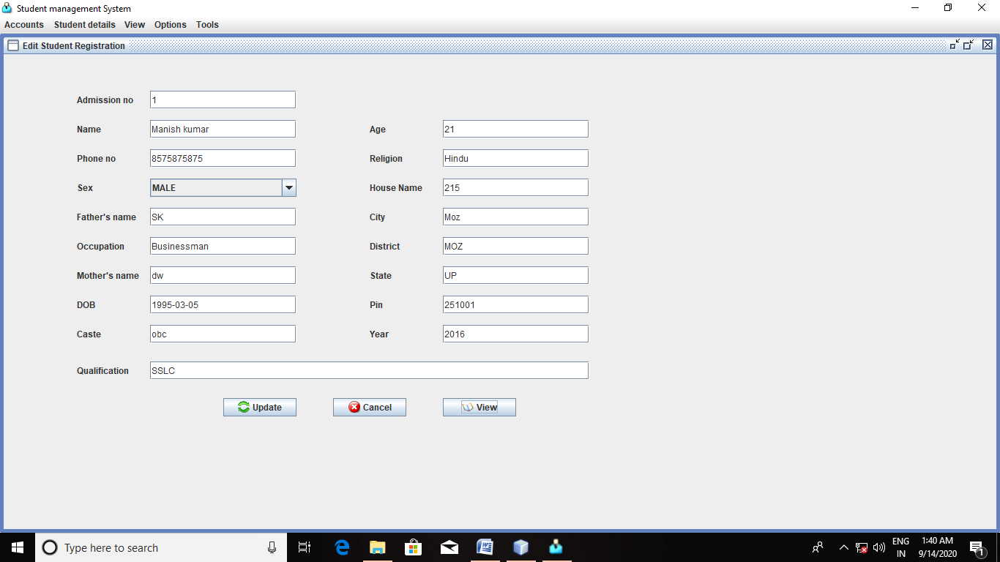 Student management System
Accounts Student details View Options Tools
Edit Student Registration
Admission no 1
Name Manish kumar Age 21
Phone no 8575875875 Religion Hindu
Sex MALE House Name 215
Father's name SK City Moz
Occupation Businessman District MOZ
Mother's name dw State UP
DOB 1995-03-05 Pin 251001
Caste obc Year 2016
Qualification SSLC
Update Cancel View
Type here to search
ENG 1:40 AM
IN 9/14/2020 1